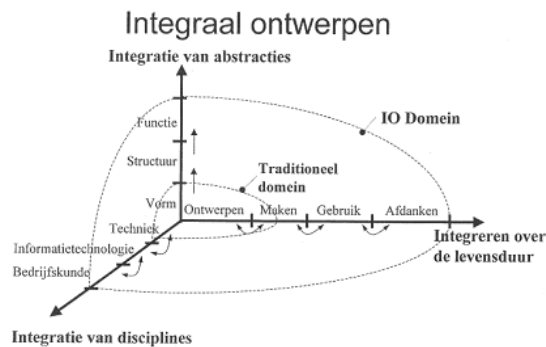 Integraal ontwerpen
Integratie van abstracties
Functie
IO Domein
Structuur
Traditioneel
domein
Vorm
Ontwerpen Maken Gebruik Afdanken
Techniek
Integreren over
de levensduur
Informatietechnologie
Bedrijfskunde
Integratie van disciplines